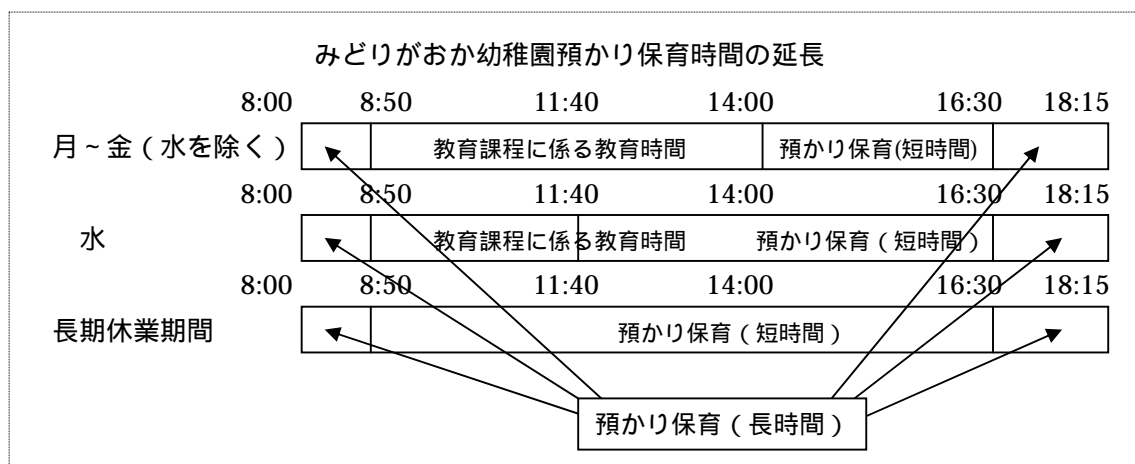 みどりがおか幼稚園預かり保育時間の延長
8:00 8:50 11:40 14:00 16:30 18:15
月~金(水を除く) 教育課程に係る教育時間 預かり保育(短時間)
8:00 8:50 11:40 14:00 16:30 18:15
水 教育課程に係る教育時間 預かり保育(短時間)
8:00 8:50 11:40 14:00 16:30 18:15
長期休業期間 預かり保育(短時間)
預かり保育(長時間)